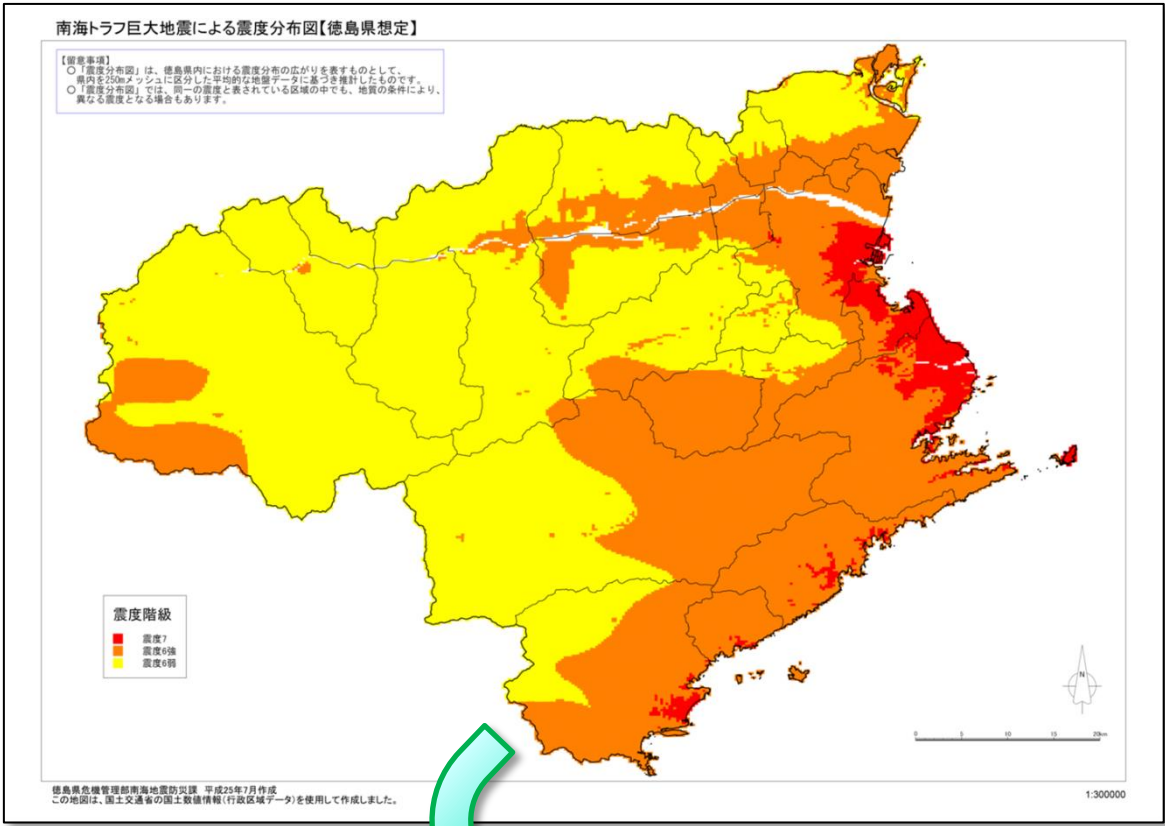 南海トラフ巨大地震による震度分布図【徳島県想定】
【留意事項】
○「震度分布図」は、徳島県内における震度分布の広がりを表すものとして、
県内を250mメッシュに区分した平均的な地盤データに基づき推計したものです。
○「震度分布図」では、同一の震度と表されている区域の中でも、地質の条件により、
異なる震度となる場合もあります。
震度階級
震度7
震度6強
震度6弱
N
0 5 10 15 20km
徳島県危機管理部南海地震防災課 平成25年7月作成
この地図は、国土交通省の国土数値情報(行政区域データ)を使用して作成しました。
1:300000